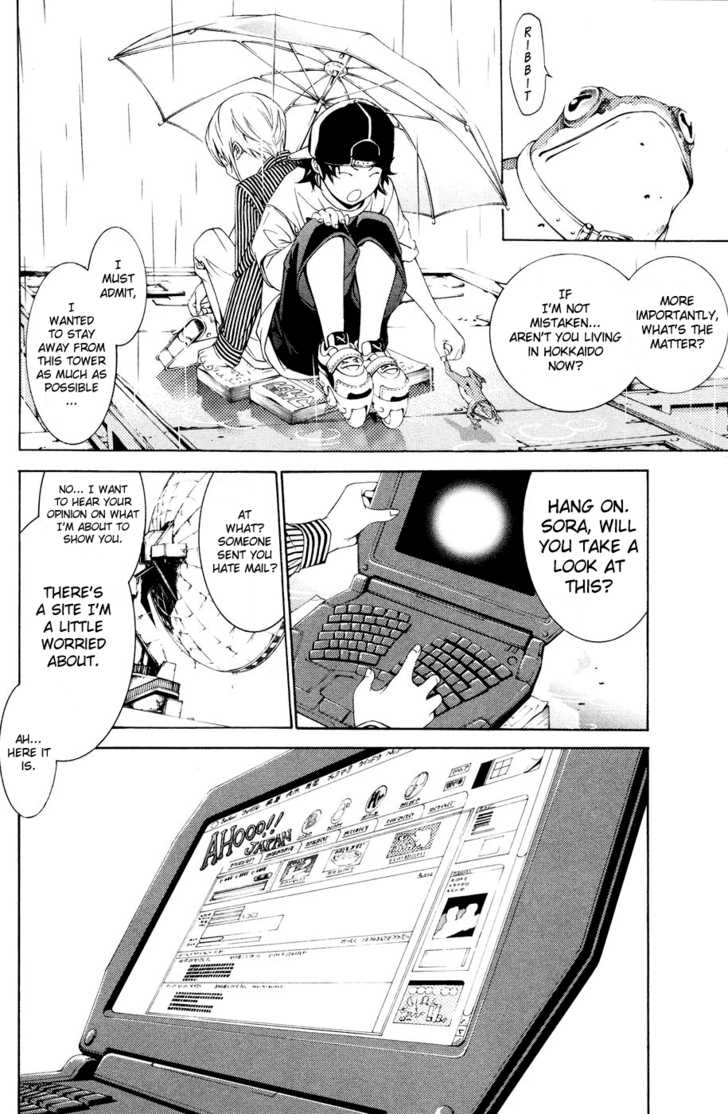 RIBBIT
MORE
IMPORTANTLY,
WHAT'S THE
MATTER?
IF
I'M NOT
MISTAKEN...
AREN'T YOU LIVING
IN HOKKAIDO
NOW?
I
MUST
ADMIT,
I
WANTED
TO STAY
AWAY FROM
THIS TOWER
AS MUCH AS
POSSIBLE
...
HANG ON.
SORA, WILL
YOU TAKE A
LOOK AT
THIS?
AT
WHAT?
SOMEONE
SENT YOU
HATE MAIL?
NO... I WANT
TO HEAR YOUR
OPINION ON WHAT
I'M ABOUT TO
SHOW YOU.
THERE'S
A SITE I'M
A LITTLE
WORRIED
ABOUT.
AH...
HERE IT
IS.
AHOOO!!
JAPAN